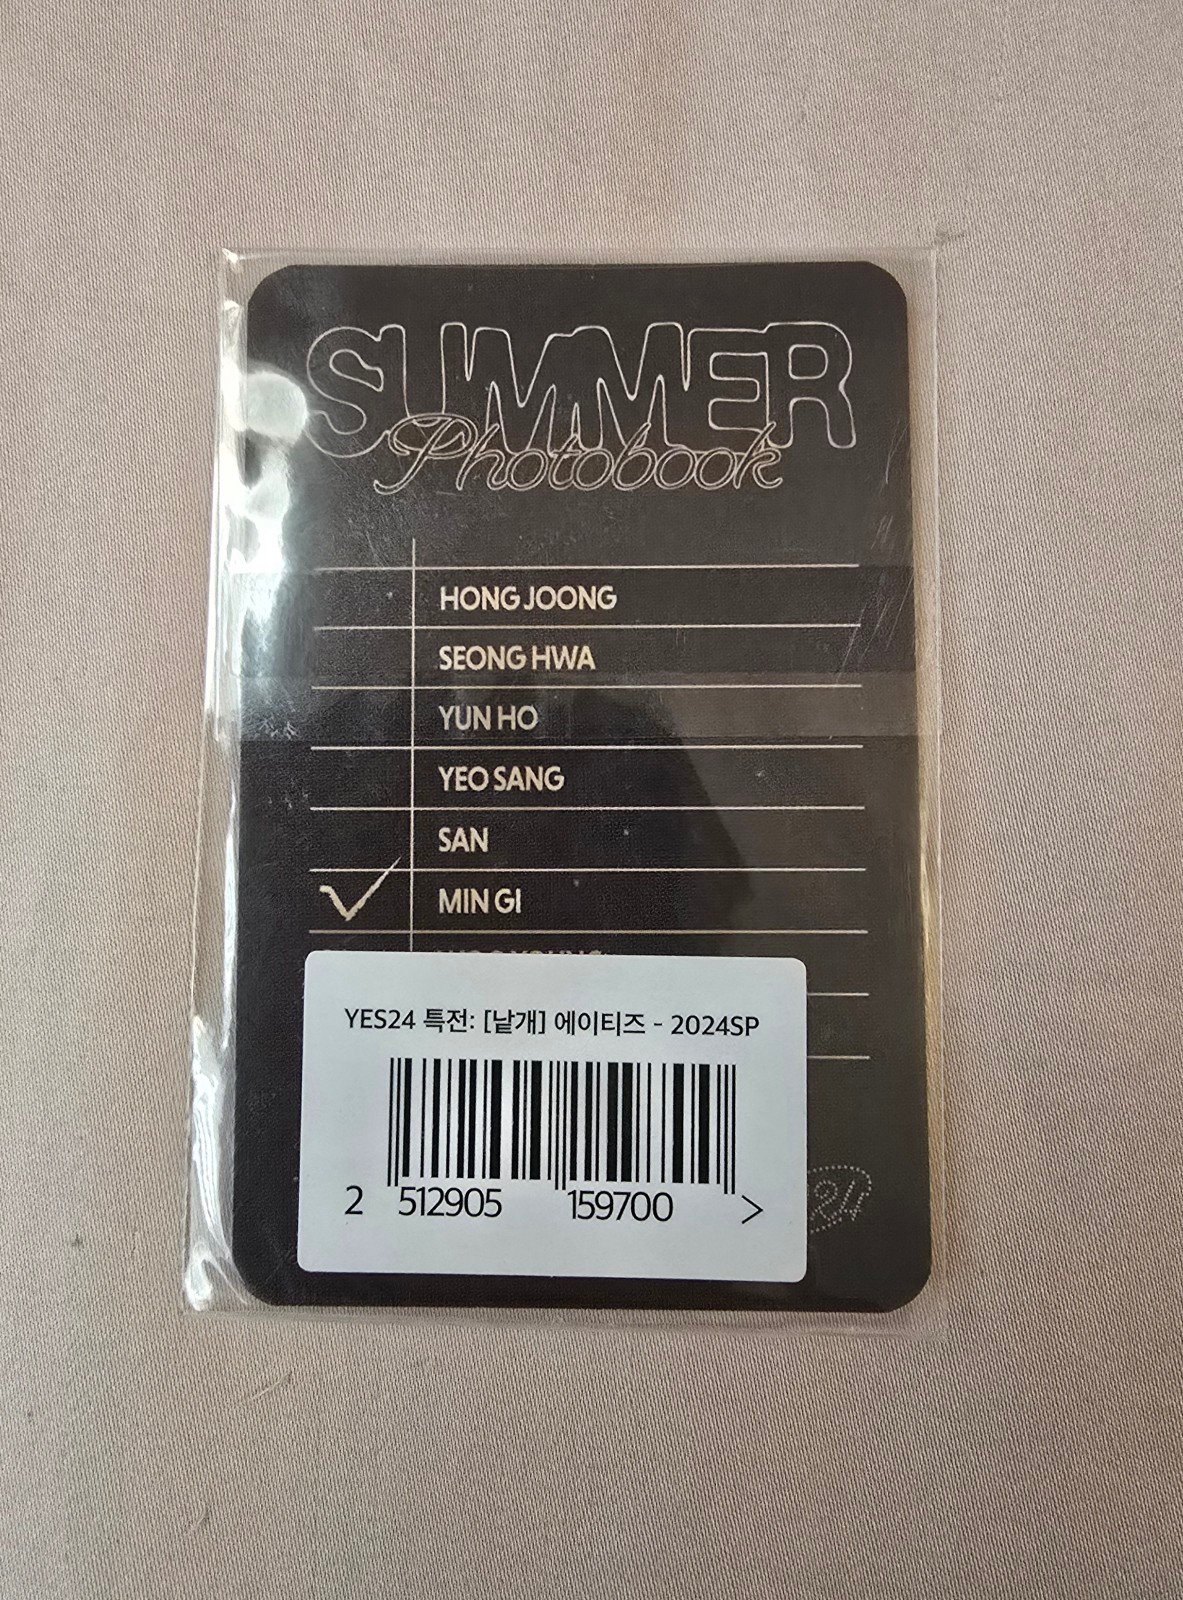 SUMMER
Photobook
HONG JOONG
SEONG HWA
YUN HO
YEO SANG
SAN
MIN GI
YES24 특전: [낱개] 에이티즈 - 2024SP
2 512905 159700 >
24